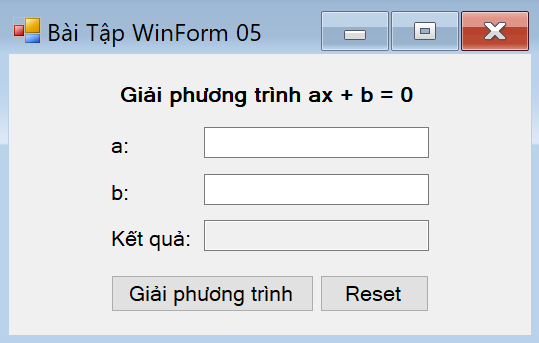 Bài Tập WinForm 05
Giải phương trình ax + b = 0
a:
b:
Kết quả:
Giải phương trình Reset